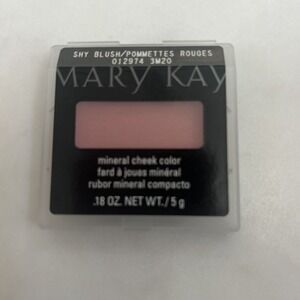 SHY BLUSH/POMMETTES ROUGES
012974 3M20
MARY KAY
mineral cheek color
fard à joues minéral
rubor mineral compacto
.18 OZ. NET WT./5 g